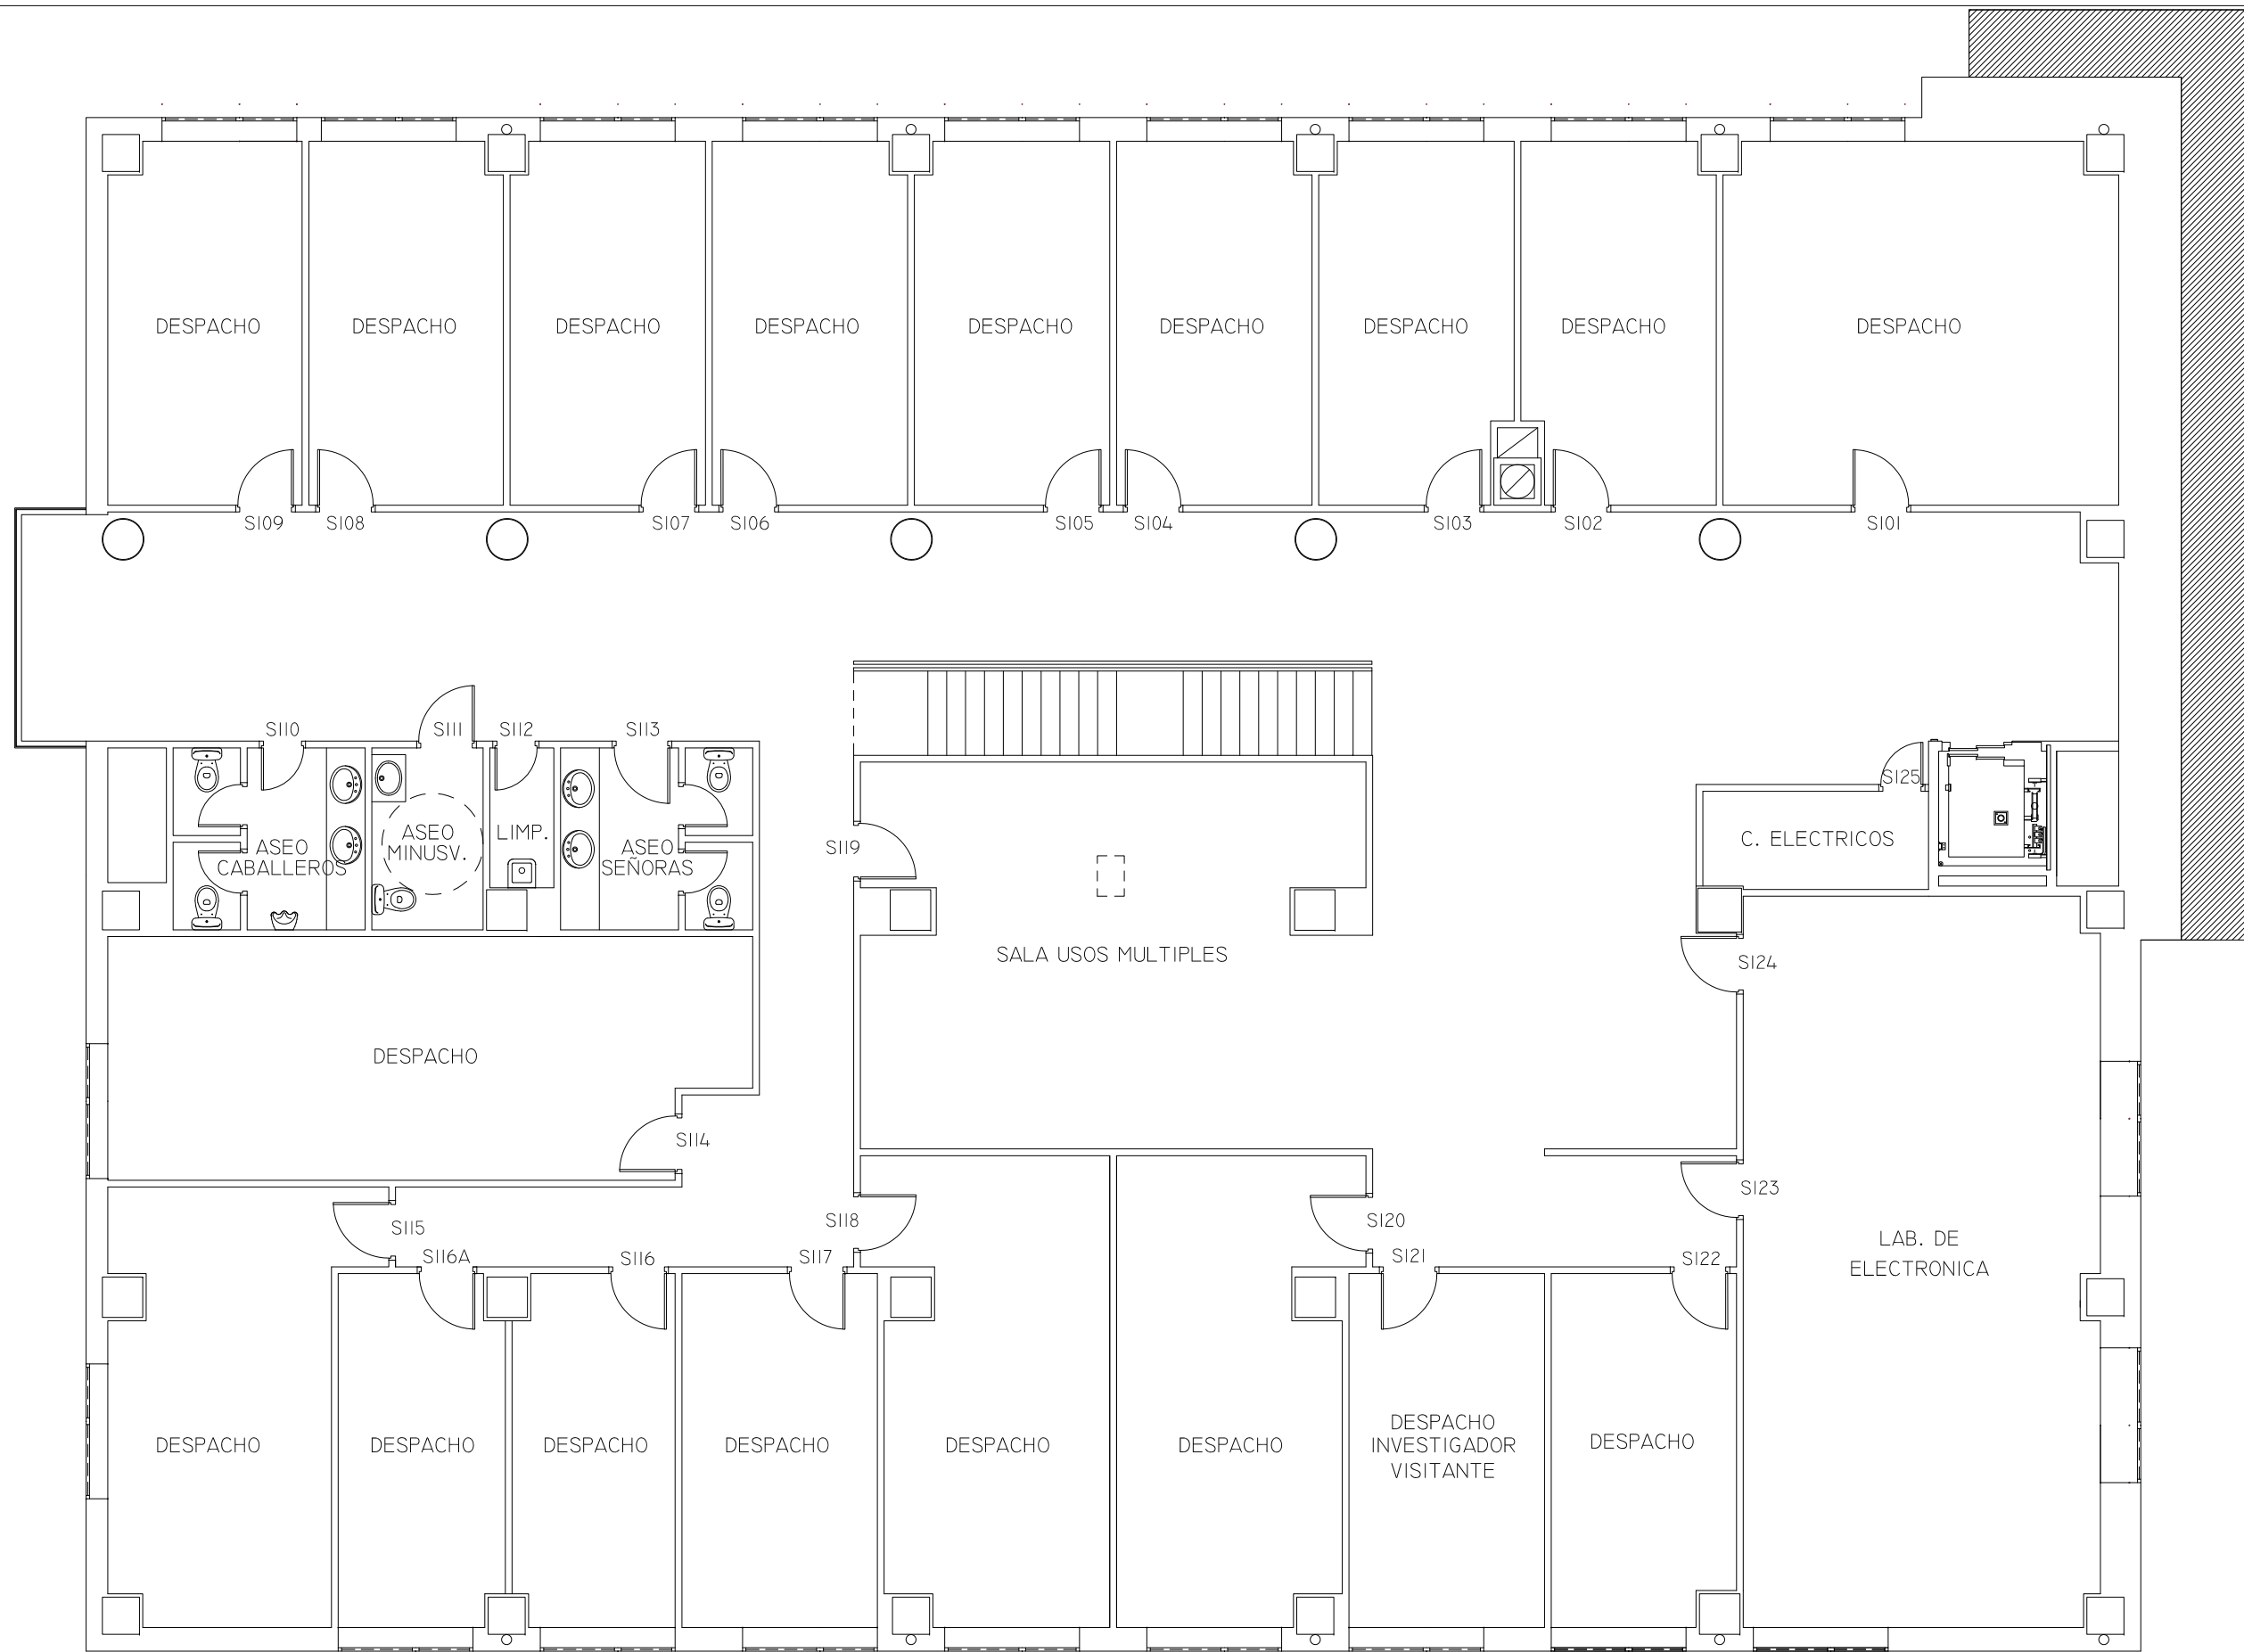 DESPACHO
DESPACHO
DESPACHO
DESPACHO
DESPACHO
DESPACHO
DESPACHO
DESPACHO
DESPACHO
S109
S108
S107
S106
S105
S104
S103
S102
S101
S110
S111
S112
S113
S125
ASEO
CABALLEROS
ASEO
MINUSV.
LIMP.
ASEO
SEÑORAS
S119
C. ELECTRICOS
SALA USOS MULTIPLES
S124
DESPACHO
S114
S123
S115
S116A
S116
S117
S118
S120
S121
S122
LAB. DE
ELECTRONICA
DESPACHO
DESPACHO
DESPACHO
DESPACHO
DESPACHO
DESPACHO
DESPACHO
INVESTIGADOR
VISITANTE
DESPACHO